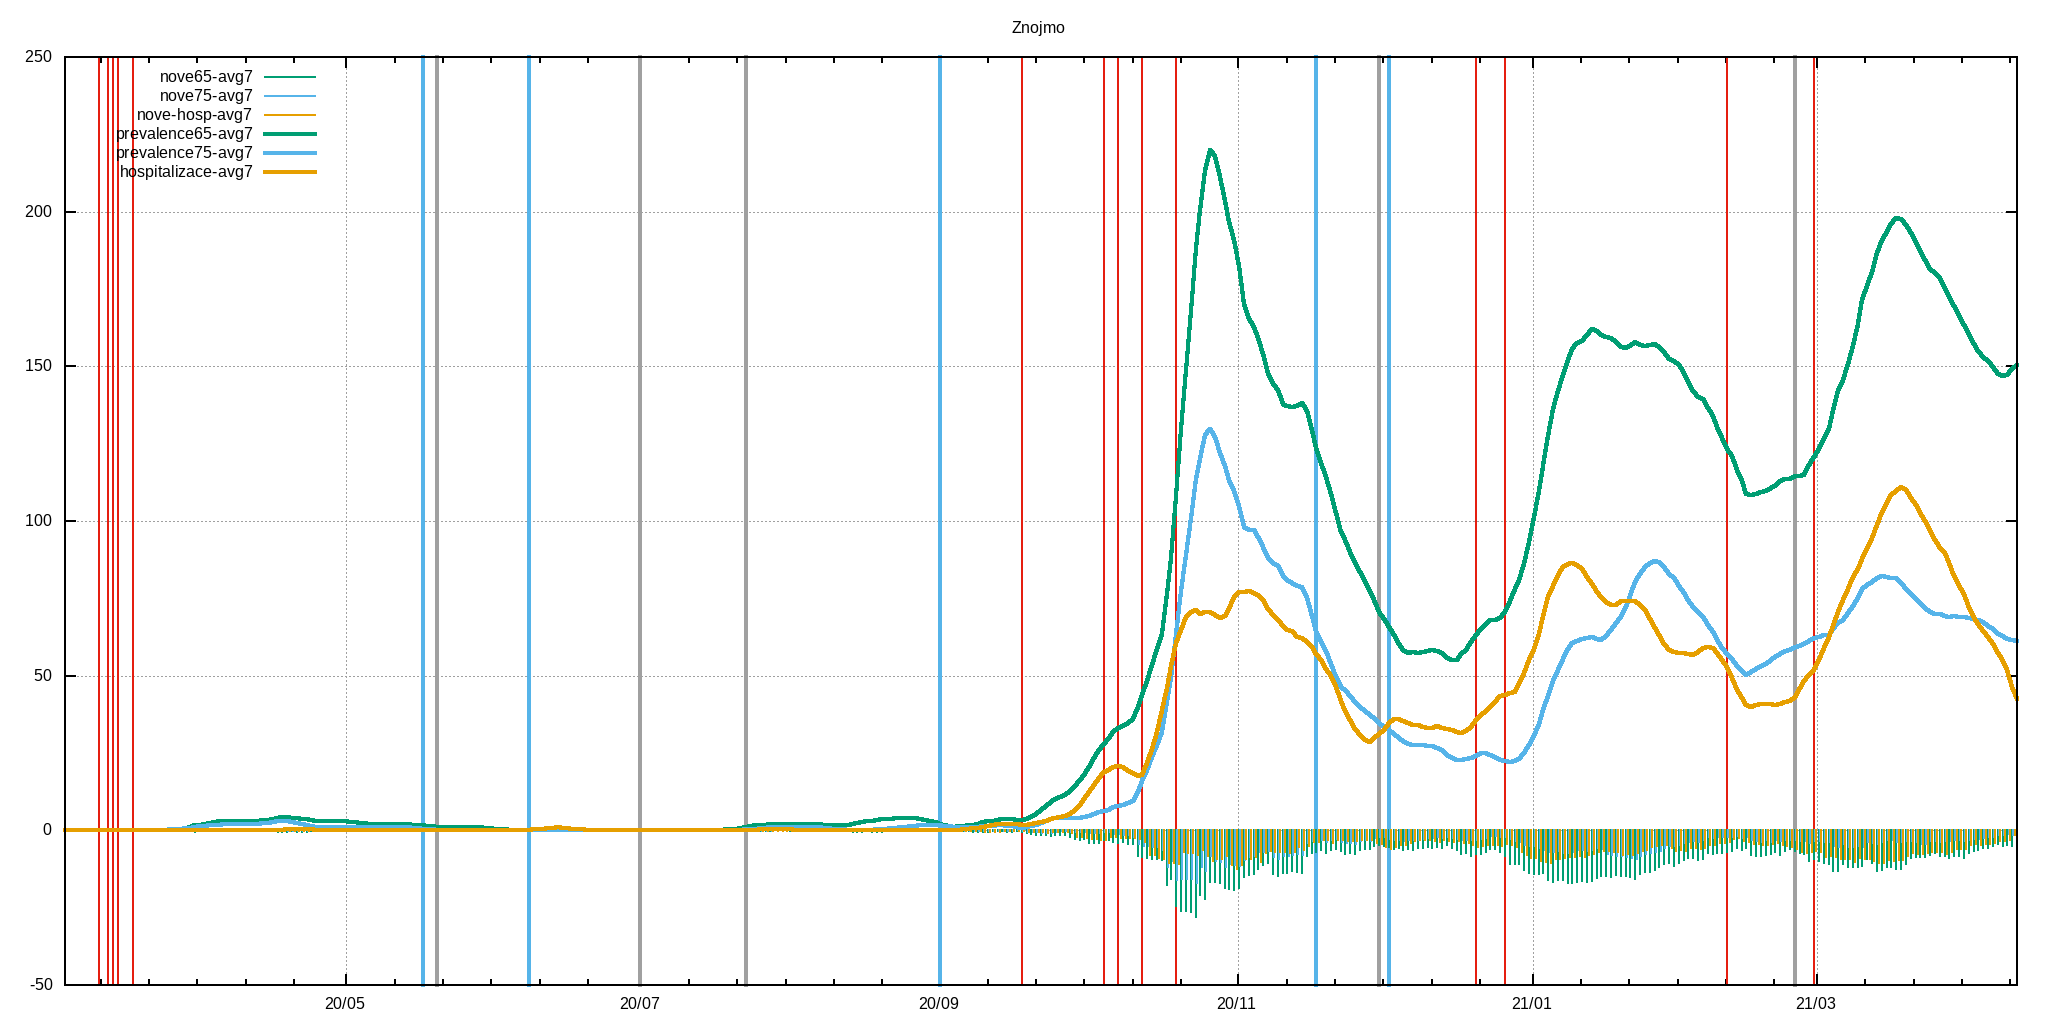 Znojmo
250
200
150
100
50
0
-50
nove65-avg7
nove75-avg7
nove-hosp-avg7
prevalence65-avg7
prevalence75-avg7
hospitalizace-avg7
20/05 20/07 20/09 20/11 21/01 21/03